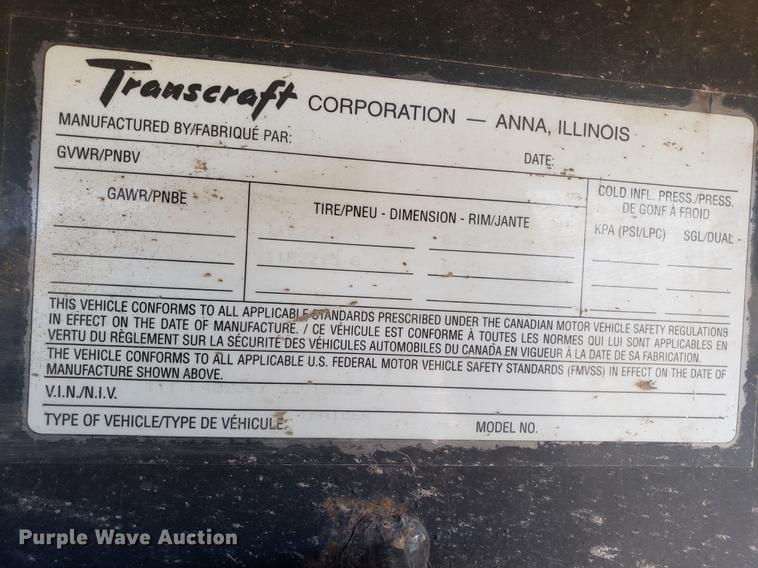 Transcraft CORPORATION — ANNA, ILLINOIS
MANUFACTURED BY/FABRIQUÉ PAR:
DATE:
GVWR/PNBV
GAWR/PNBE
TIRE/PNEU - DIMENSION - RIM/JANTE
COLD INFL. PRESS./PRESS.
DE GONF À FROID
KPA (PSI/LPC) SGL/DUAL -
THIS VEHICLE CONFORMS TO ALL APPLICABLE STANDARDS PRESCRIBED UNDER THE CANADIAN MOTOR VEHICLE SAFETY REGULATIONS
IN EFFECT ON THE DATE OF MANUFACTURE. / CE VÉHICULE EST CONFORME À TOUTES LES NORMES QUI LUI SONT APPLICABLES EN
VERTU DU RÈGLEMENT SUR LA SÉCURITÉ DES VÉHICULES AUTOMOBILES DU CANADA EN VIGUEUR À LA DATE DE SA FABRICATION.
THE VEHICLE CONFORMS TO ALL APPLICABLE U.S. FEDERAL MOTOR VEHICLE SAFETY STANDARDS (FMVSS) IN EFFECT ON THE DATE OF
MANUFACTURE SHOWN ABOVE.
V.I.N./N.I.V.
TYPE OF VEHICLE/TYPE DE VÉHICULE:
MODEL NO.
Purple Wave Auction